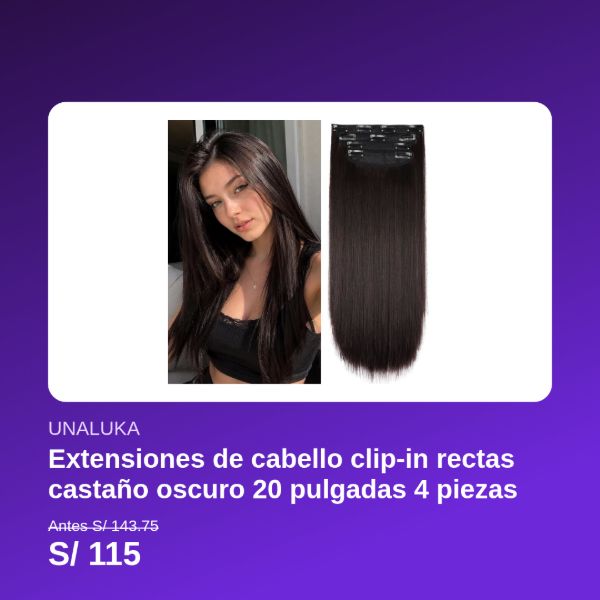 UNALUKA
Extensiones de cabello clip-in rectas
castaño oscuro 20 pulgadas 4 piezas
Antes S/ 143.75
S/ 115